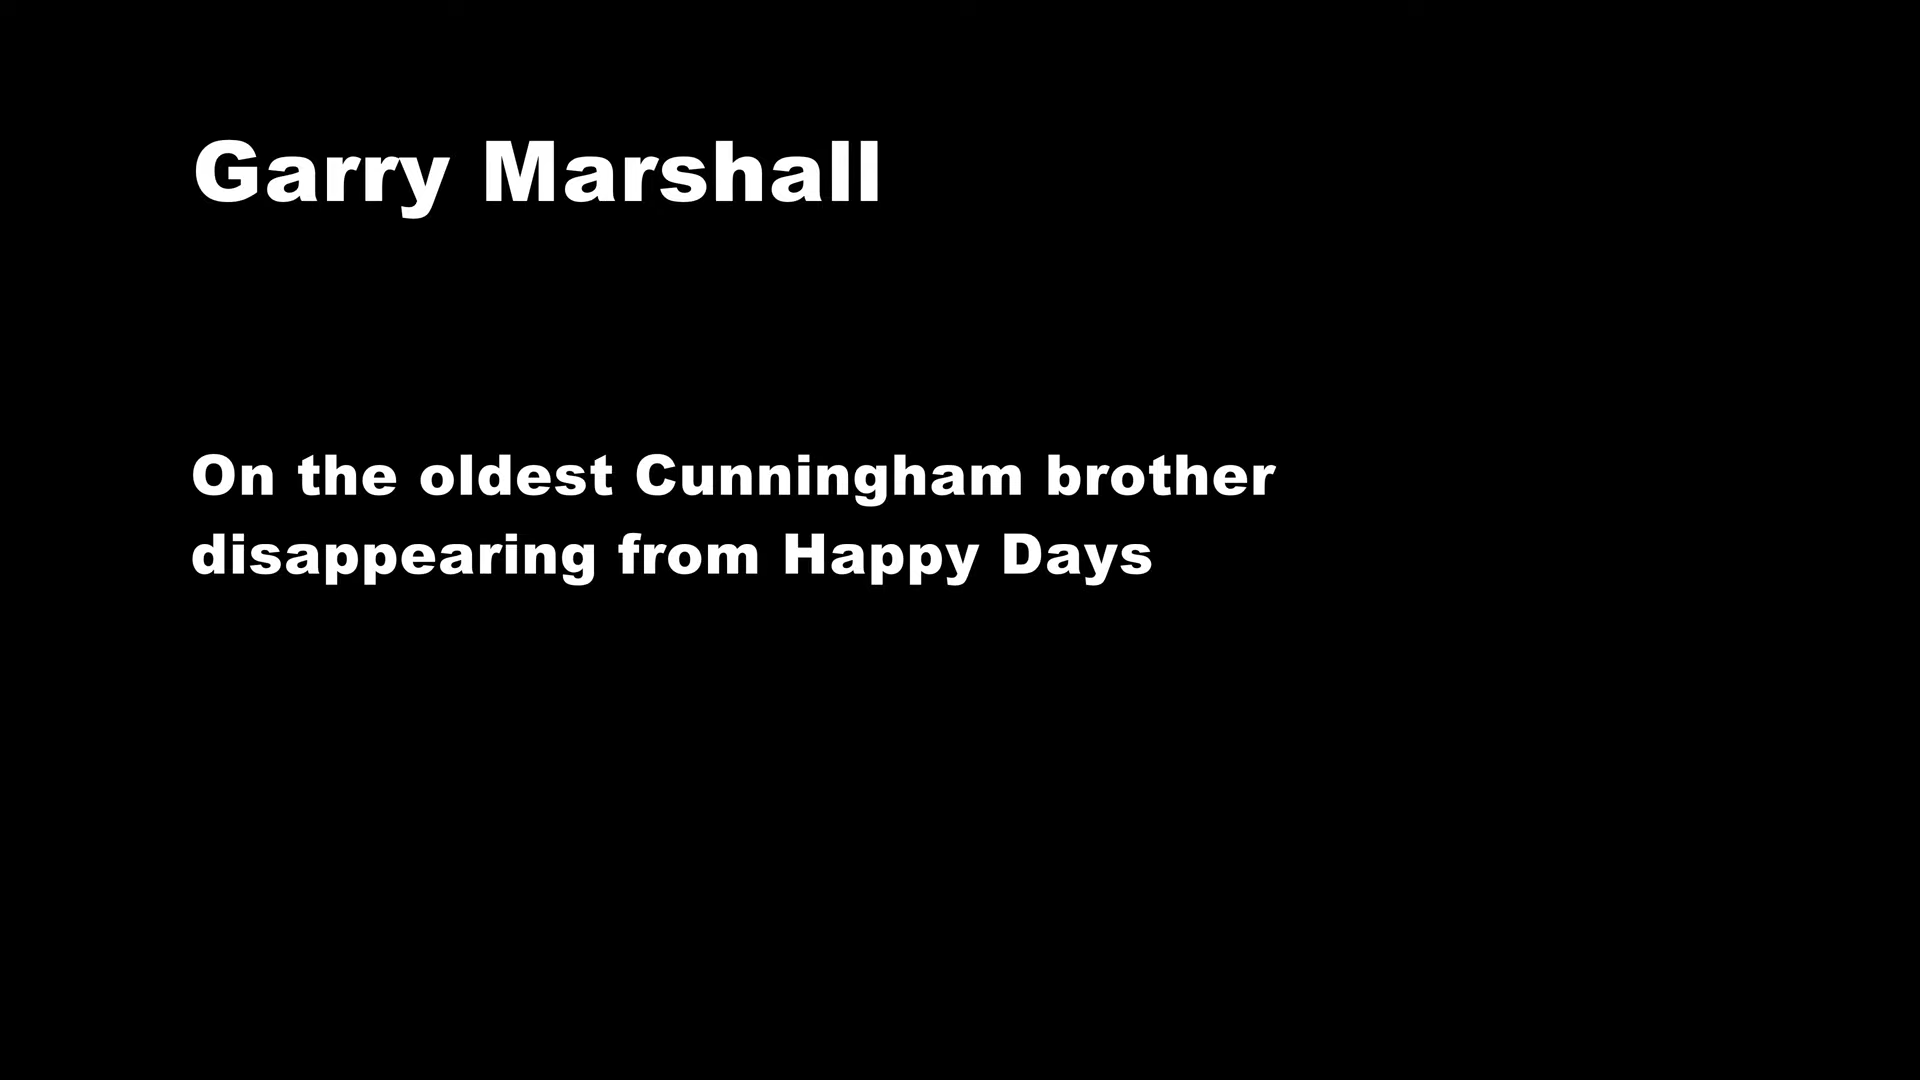 Garry Marshall
On the oldest Cunningham brother
disappearing from Happy Days